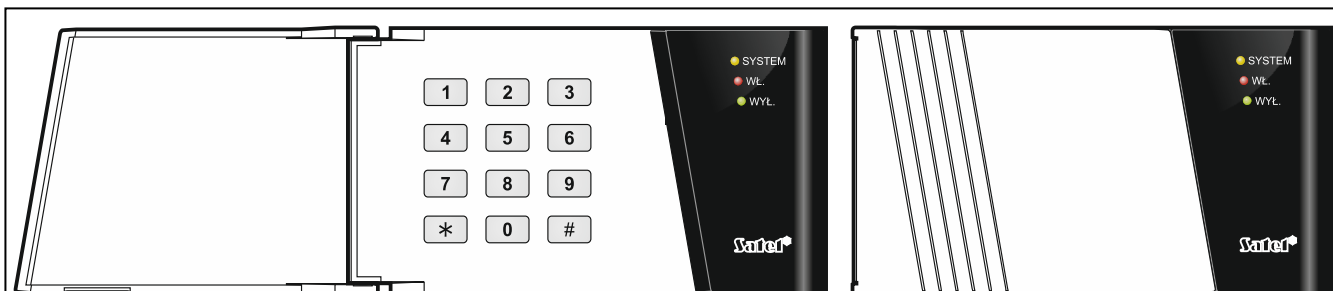 SYSTEM
WŁ.
WYŁ.
1 2 3
4 5 6
7 8 9
* 0 #
Satel
SYSTEM
WŁ.
WYŁ.
Satel